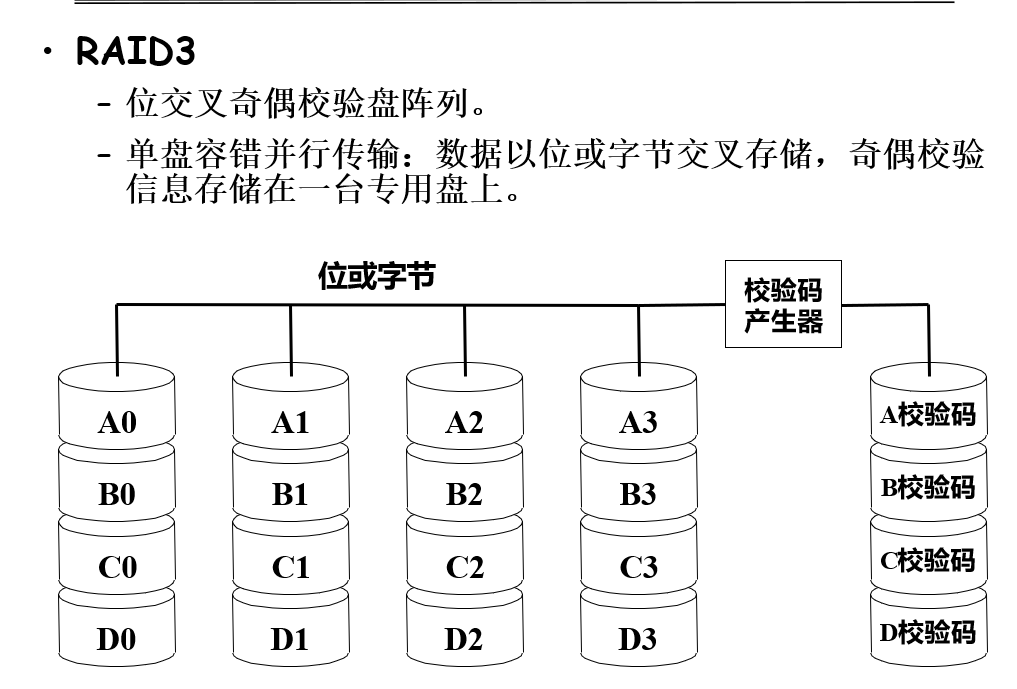 • RAID3
– 位交叉奇偶校验盘阵列。
– 单盘容错并行传输：数据以位或字节交叉存储，奇偶校验
信息存储在一台专用盘上。
位或字节
校验码
产生器
A0 A1 A2 A3 A校验码
B0 B1 B2 B3 B校验码
C0 C1 C2 C3 C校验码
D0 D1 D2 D3 D校验码